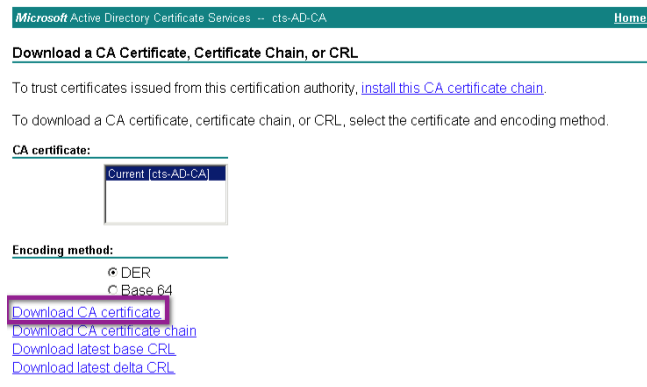 Microsoft Active Directory Certificate Services -- cts-AD-CA Home
Download a CA Certificate, Certificate Chain, or CRL
To trust certificates issued from this certification authority, install this CA certificate chain.
To download a CA certificate, certificate chain, or CRL, select the certificate and encoding method.
CA certificate:
Current [cts-AD-CA]
Encoding method:
DER
Base 64
Download CA certificate
Download CA certificate chain
Download latest base CRL
Download latest delta CRL